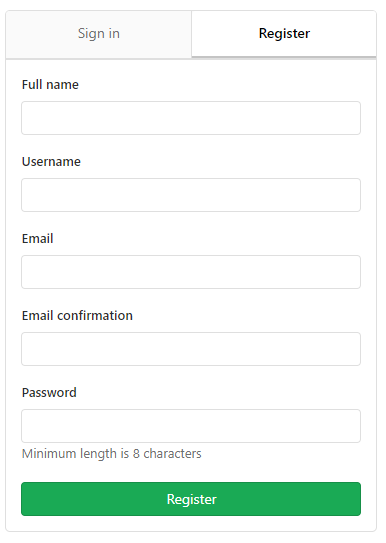 Sign in
Register
Full name
Username
Email
Email confirmation
Password
Minimum length is 8 characters
Register